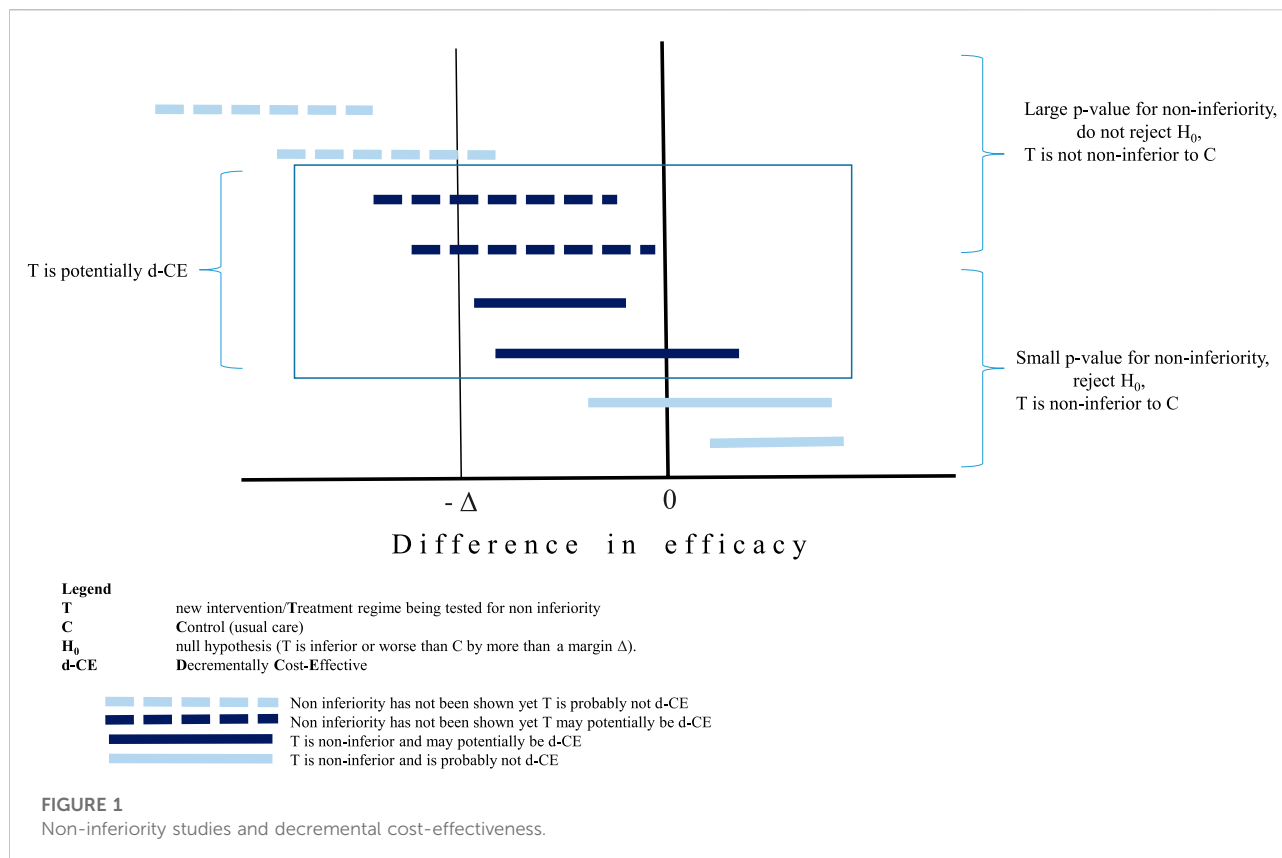 Large p-value for non-inferiority,
do not reject H₀,
T is not non-inferior to C
T is potentially d-CE
Small p-value for non-inferiority,
reject H₀,
T is non-inferior to C
- Δ
0
Difference in efficacy
Legend
T new intervention/Treatment regime being tested for non inferiority
C Control (usual care)
H₀ null hypothesis (T is inferior or worse than C by more than a margin Δ).
d-CE Decrementally Cost-Effective
Non inferiority has not been shown yet T is probably not d-CE
Non inferiority has not been shown yet T may potentially be d-CE
T is non-inferior and may potentially be d-CE
T is non-inferior and is probably not d-CE
FIGURE 1
Non-inferiority studies and decremental cost-effectiveness.